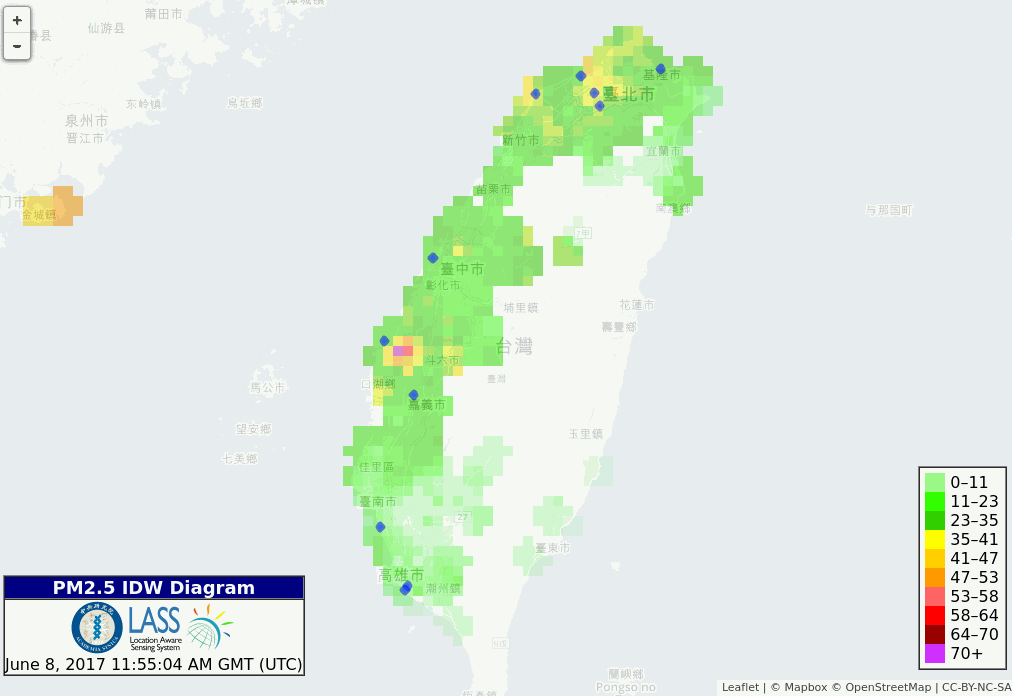 +
-
莆田市
仙游县
东岭镇
烏坵鄉
泉州市
晋江市
门市
金城鎮
基隆市
臺北市
新竹市
宜蘭市
苗栗市
南澳鄉
与那国町
7甲
臺中市
彰化市
埔里鎮
花蓮市
壽豐鄉
台灣
斗六市
臺灣
口湖鄉
馬公市
嘉義市
望安鄉
玉里鎮
七美鄉
佳里區
臺南市
27
臺東市
高雄市
潮州鎮
蘭嶼鄉
Pongso no
0–11
11–23
23–35
35–41
41–47
47–53
53–58
58–64
64–70
70+
PM2.5 IDW Diagram
LASS
Location Aware
Sensing System
June 8, 2017 11:55:04 AM GMT (UTC)
Leaflet | © Mapbox © OpenStreetMap | CC-BY-NC-SA